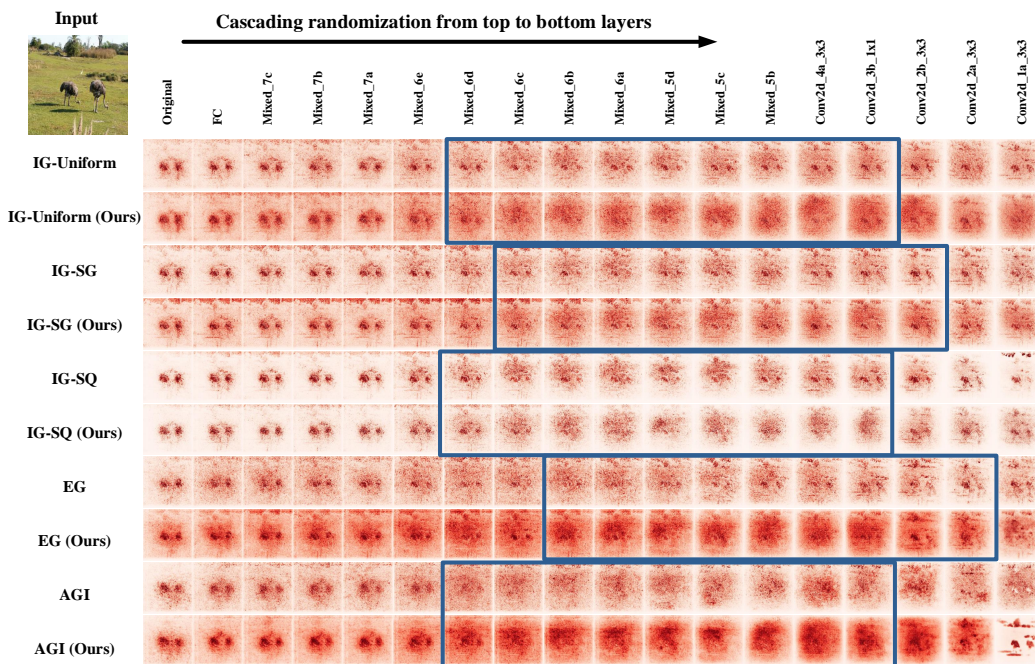 Input
Cascading randomization from top to bottom layers
Original
FC
Mixed_7c
Mixed_7b
Mixed_7a
Mixed_6e
Mixed_6d
Mixed_6c
Mixed_6b
Mixed_6a
Mixed_5d
Mixed_5c
Mixed_5b
Conv2d_4a_3x3
Conv2d_3b_1x1
Conv2d_2b_3x3
Conv2d_2a_3x3
Conv2d_1a_3x3
IG-Uniform
IG-Uniform (Ours)
IG-SG
IG-SG (Ours)
IG-SQ
IG-SQ (Ours)
EG
EG (Ours)
AGI
AGI (Ours)